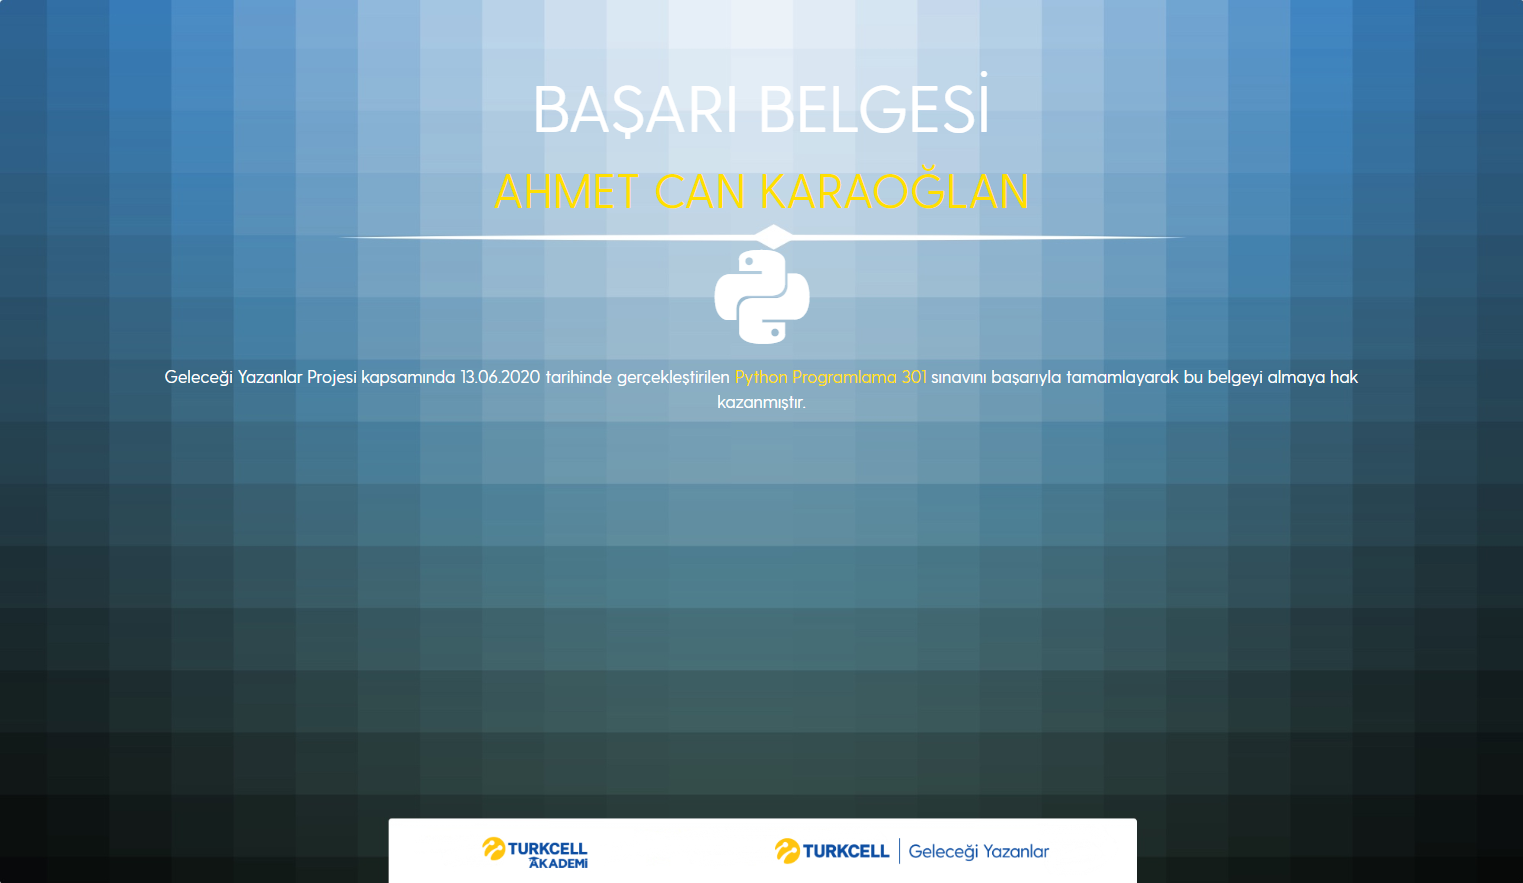 BAŞARI BELGESİ
AHMET CAN KARAOĞLAN
Geleceği Yazanlar Projesi kapsamında 13.06.2020 tarihinde gerçekleştirilen Python Programlama 301 sınavını başarıyla tamamlayarak bu belgeyi almaya hak
kazanmıştır.
TURKCELL
AKADEMİ
TURKCELL | Geleceği Yazanlar